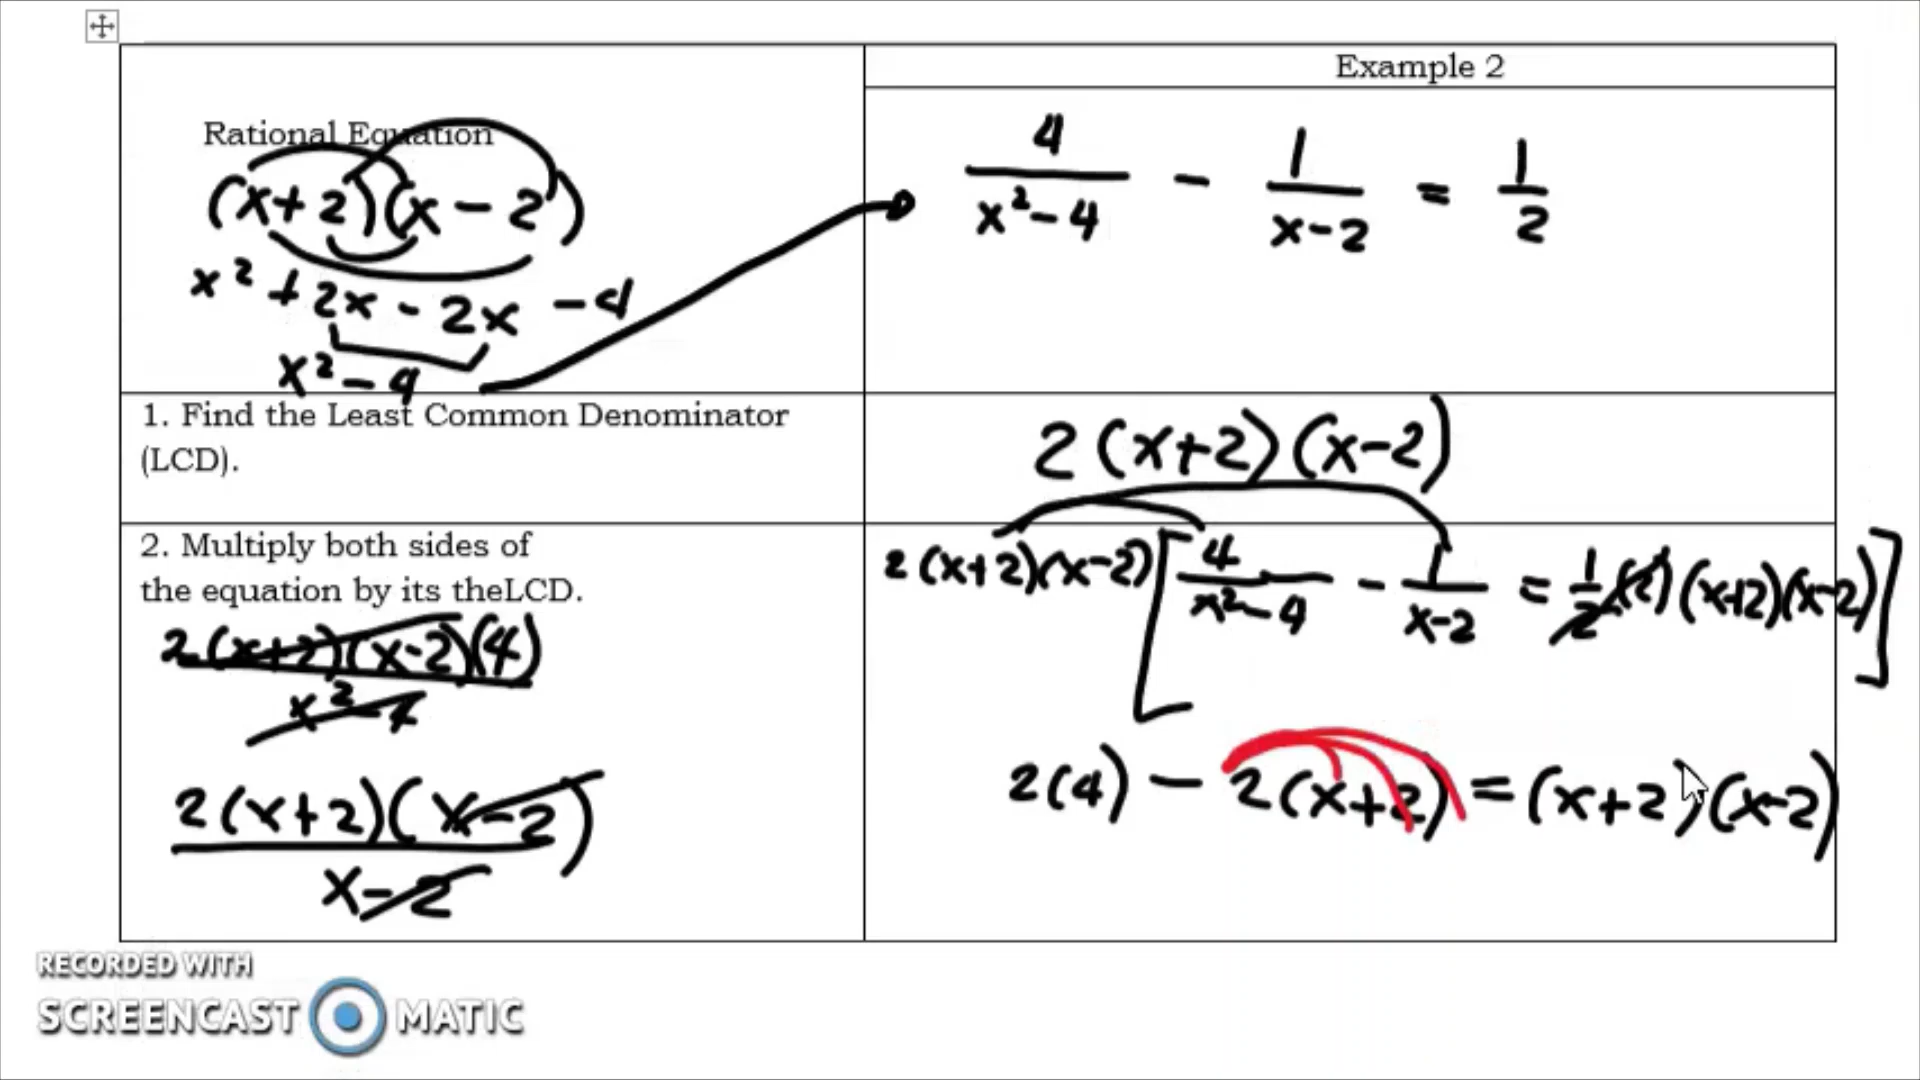 Example 2
Rational Equation
(x+2)(x-2)
x² + 2x - 2x - 4
x² - 4
4/(x²-4) - 1/(x-2) = 1/2
1. Find the Least Common Denominator
(LCD).
2(x+2)(x-2)
2. Multiply both sides of
the equation by its theLCD.
2(x+2)(x-2)(4)
x²-4
2(x+2)(x-2)
x-2
2(x+2)(x-2)[4/(x²-4) - 1/(x-2) = 1/2(2)(x+2)(x-2)]
2(4) - 2(x+2) = (x+2)(x-2)
RECORDED WITH
SCREENCAST MATIC